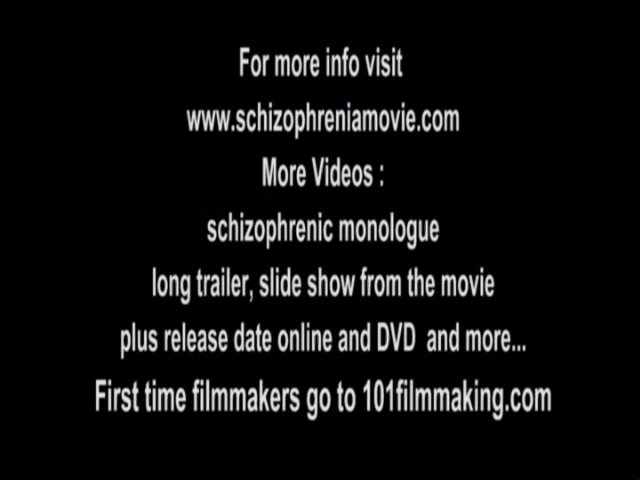 For more info visit
www.schizophreniamovie.com
More Videos :
schizophrenic monologue
long trailer, slide show from the movie
plus release date online and DVD and more...
First time filmmakers go to 101filmmaking.com